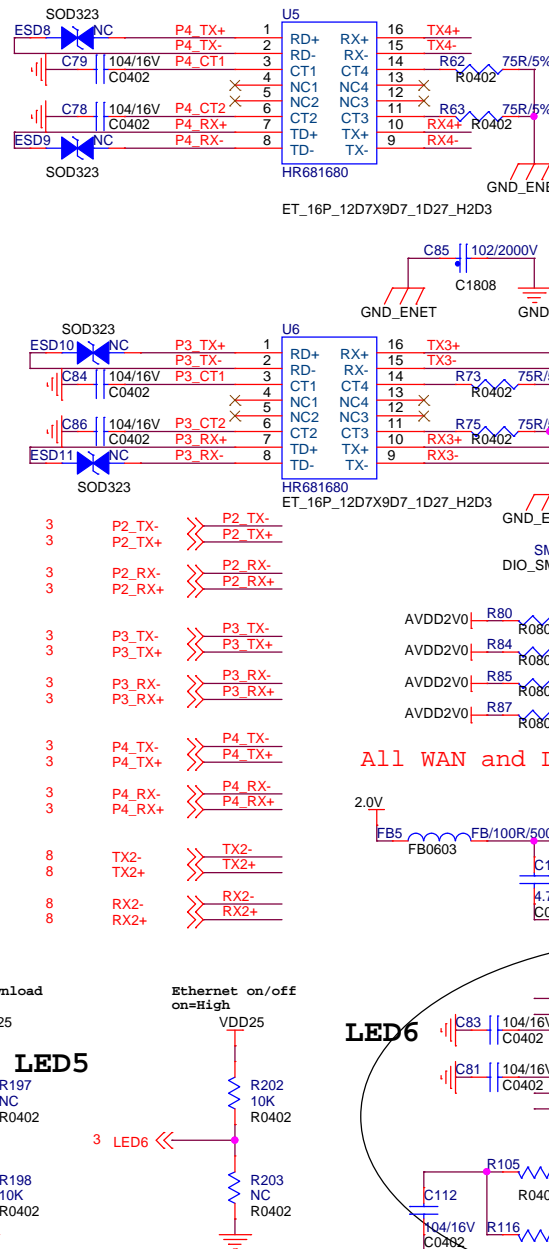 SOD323
ESD8 NC P4_TX+ 1
P4_TX- 2
C79 104/16V P4_CT1 3
C0402
4
5
C78 104/16V P4_CT2 6
C0402 P4_RX+ 7
ESD9 NC P4_RX- 8
SOD323
U5
RD+ RX+ 16 TX4+
RD- RX- 15 TX4-
CT1 CT4 14 R62 75R/5%
R0402
NC1 NC4 13
NC2 NC3 12
CT2 CT3 11 R63 75R/5%
TD+ TX+ 10 RX4+ R0402
TD- TX- 9 RX4-
HR681680
ET_16P_12D7X9D7_1D27_H2D3
C85 102/2000V
C1808
GND_ENET GND
SOD323
ESD10 NC P3_TX+ 1
P3_TX- 2
C84 104/16V P3_CT1 3
C0402
4
5
C86 104/16V P3_CT2 6
C0402 P3_RX+ 7
ESD11 NC P3_RX- 8
SOD323
U6
RD+ RX+ 16 TX3+
RD- RX- 15 TX3-
CT1 CT4 14 R73
R0402
NC1 NC4 13
NC2 NC3 12
CT2 CT3 11 R75
TD+ TX+ 10 RX3+ R0402
TD- TX- 9 RX3-
HR681680
ET_16P_12D7X9D7_1D27_H2D3
3 P2_TX- P2_TX-
3 P2_TX+ P2_TX+
3 P2_RX- P2_RX-
3 P2_RX+ P2_RX+
3 P3_TX- P3_TX-
3 P3_TX+ P3_TX+
3 P3_RX- P3_RX-
3 P3_RX+ P3_RX+
3 P4_TX- P4_TX-
3 P4_TX+ P4_TX+
3 P4_RX- P4_RX-
3 P4_RX+ P4_RX+
8 TX2- TX2-
8 TX2+ TX2+
8 RX2- RX2-
8 RX2+ RX2+
AVDD2V0 R80
AVDD2V0 R84
AVDD2V0 R85
AVDD2V0 R87
All WAN and
2.0V
FB5
FB0603
LED5
R197
NC
R0402
R198
10K
R0402
Ethernet on/off
on=High
VDD25
R202
10K
R0402
3 LED6
R203
NC
R0402
LED6
C83 104/16V
C0402
C81 104/16V
C0402
R105
C112
104/16V
C0402
R116